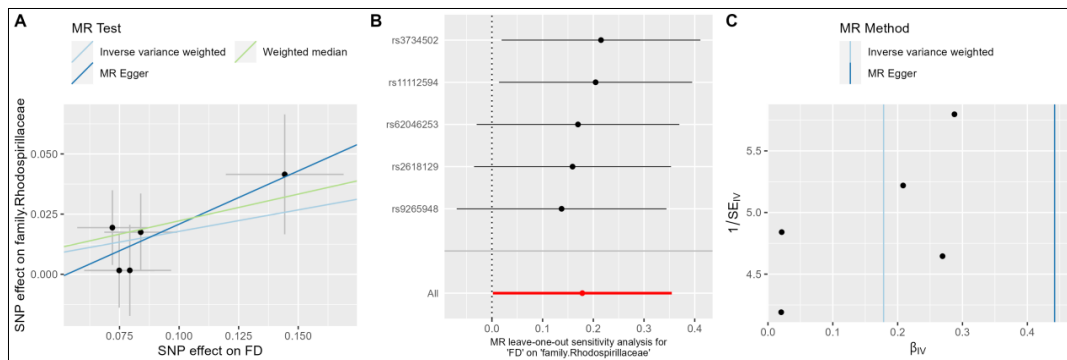 A
MR Test
Inverse variance weighted
Weighted median
MR Egger
SNP effect on family.Rhodospirillaceae
0.050
0.025
0.000
0.075
0.100
0.125
0.150
SNP effect on FD
B
rs3734502
rs11112594
rs62046253
rs2618129
rs9265948
All
0.0
0.1
0.2
0.3
0.4
MR leave-one-out sensitivity analysis for
'FD' on 'family.Rhodospirillaceae'
C
MR Method
Inverse variance weighted
MR Egger
1/SE_IV
5.5
5.0
4.5
0.0
0.1
0.2
0.3
0.4
β_IV